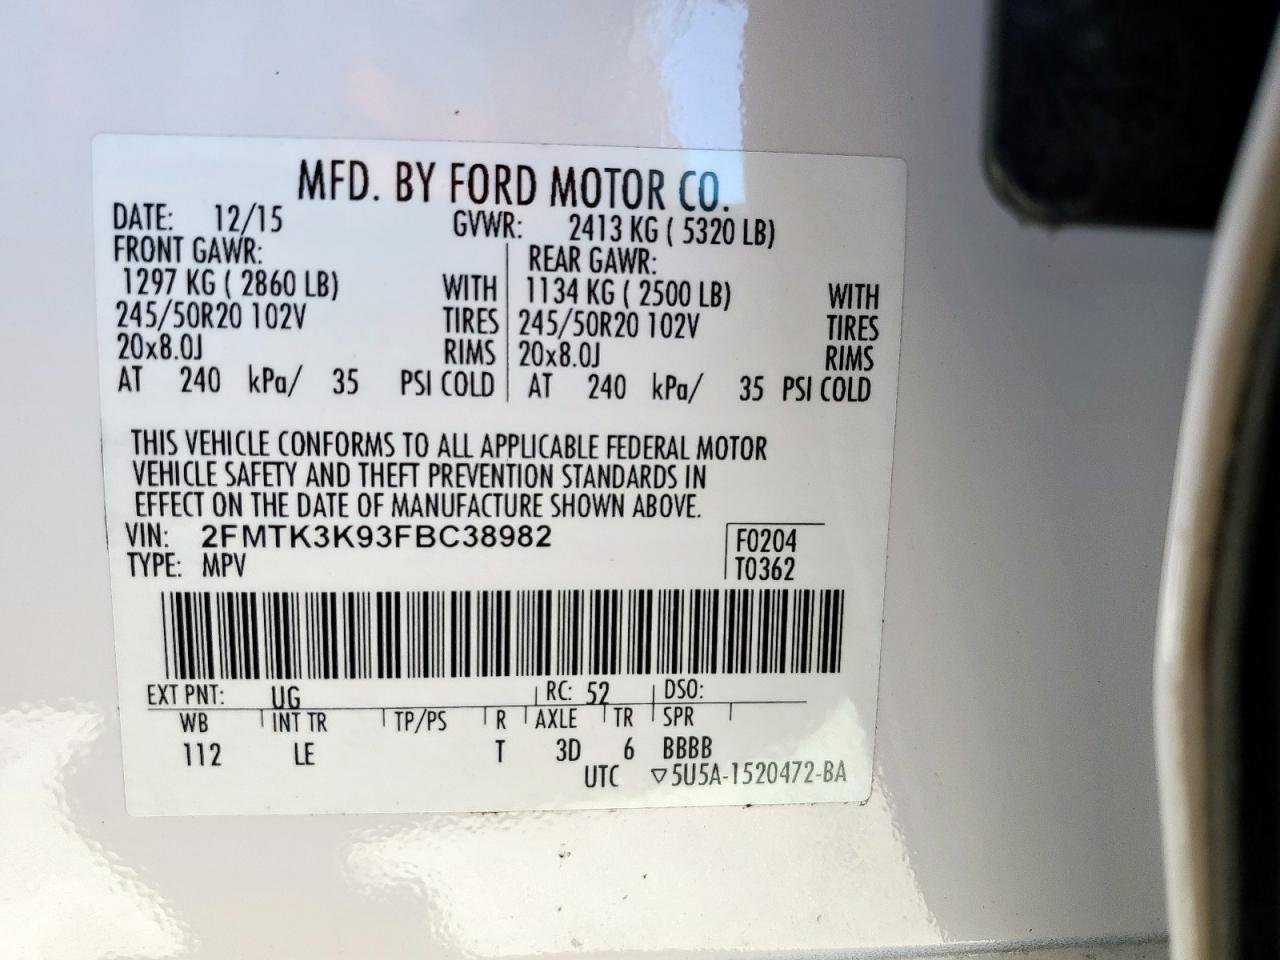 MFD. BY FORD MOTOR CO.
DATE: 12/15 GVWR: 2413 KG ( 5320 LB)
FRONT GAWR: REAR GAWR:
1297 KG ( 2860 LB) WITH 1134 KG ( 2500 LB) WITH
245/50R20 102V TIRES 245/50R20 102V TIRES
20x8.0J RIMS 20x8.0J RIMS
AT 240 kPa/ 35 PSI COLD AT 240 kPa/ 35 PSI COLD
THIS VEHICLE CONFORMS TO ALL APPLICABLE FEDERAL MOTOR
VEHICLE SAFETY AND THEFT PREVENTION STANDARDS IN
EFFECT ON THE DATE OF MANUFACTURE SHOWN ABOVE.
VIN: 2FMTK3K93FBC38982 F0204
TYPE: MPV T0362
EXT PNT: UG RC: 52 DSO:
WB INT TR TP/PS R AXLE TR SPR
112 LE T 3D 6 BBBB
UTC ▽5U5A-1520472-BA